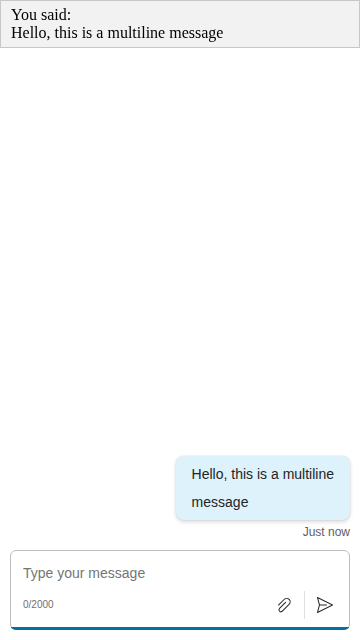 You said:
Hello, this is a multiline message
Hello, this is a multiline
message
Just now
Type your message
0/2000